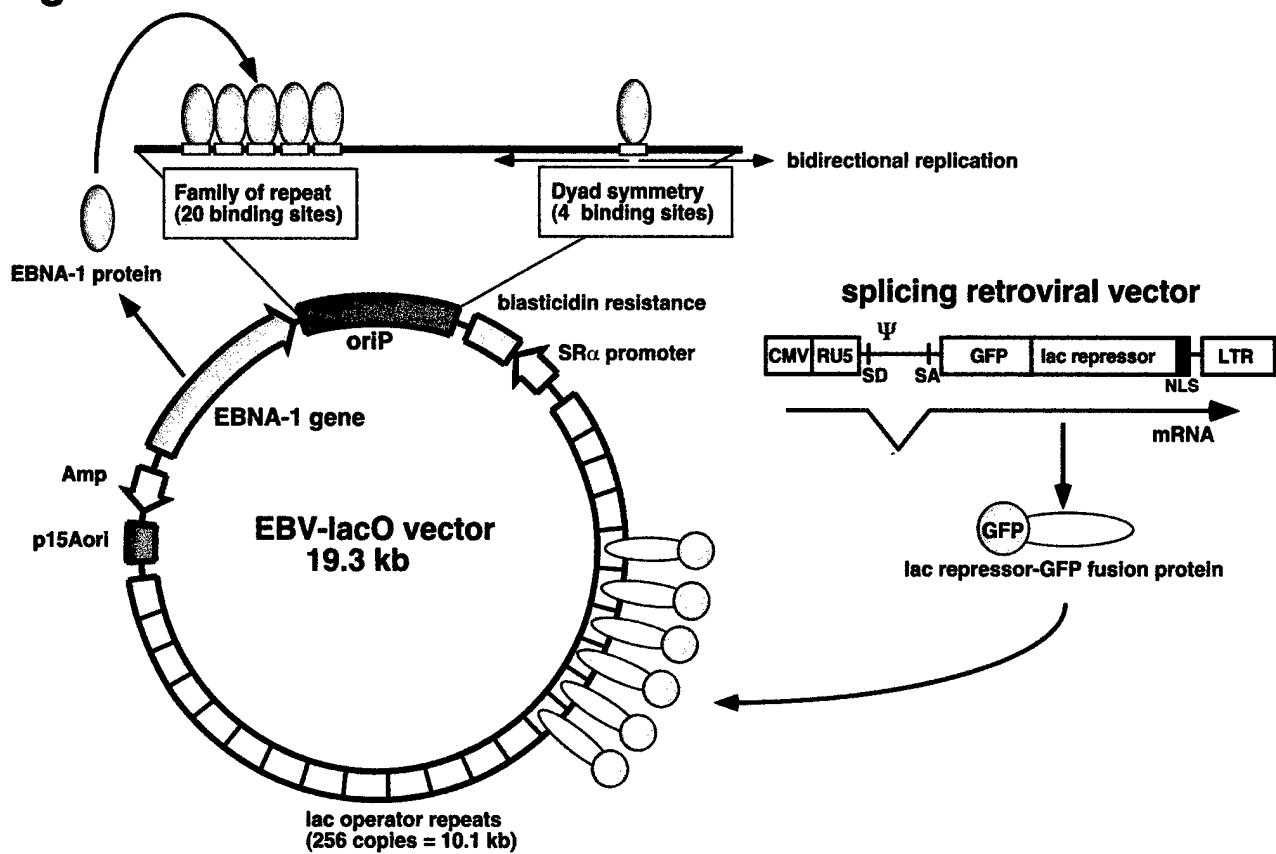 bidirectional replication
Family of repeat
(20 binding sites)
Dyad symmetry
(4 binding sites)
EBNA-1 protein
blasticidin resistance
oriP
SRα promoter
EBNA-1 gene
Amp
p15Aori
EBV-lacO vector
19.3 kb
lac operator repeats
(256 copies = 10.1 kb)
splicing retroviral vector
CMV RU5 Ψ GFP lac repressor LTR
SD SA NLS
mRNA
GFP
lac repressor-GFP fusion protein